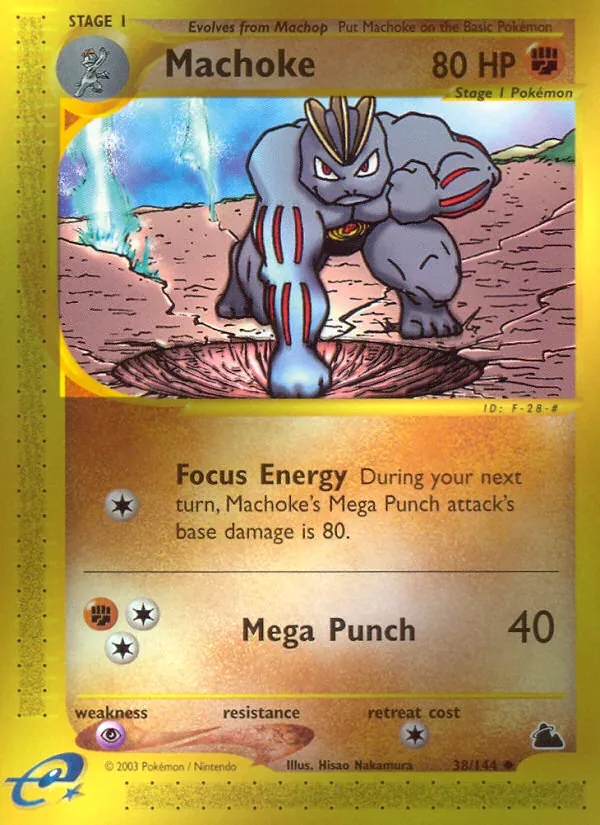 STAGE 1
Evolves from Machop Put Machoke on the Basic Pokémon
Machoke
80 HP
Stage 1 Pokémon
ID: F-28-#
Focus Energy During your next
turn, Machoke's Mega Punch attack's
base damage is 80.
Mega Punch 40
weakness resistance retreat cost
© 2003 Pokémon / Nintendo Illus. Hisao Nakamura 38/144
e